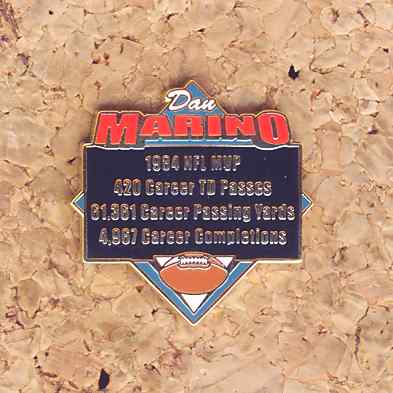 Dan
MARINO
1984 NFL MVP
420 Career TD Passes
61,361 Career Passing Yards
4,967 Career Completions